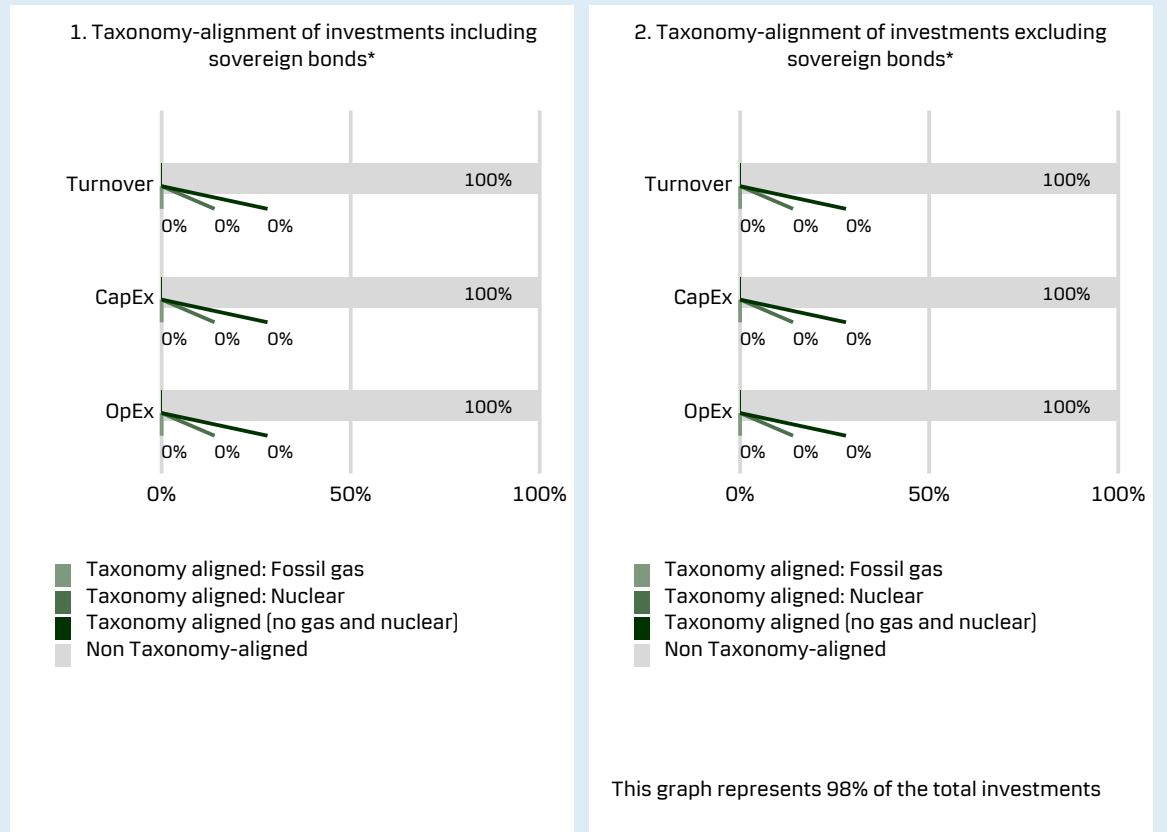 1. Taxonomy-alignment of investments including
sovereign bonds*
Turnover
100%
0% 0% 0%
CapEx
100%
0% 0% 0%
OpEx
100%
0% 0% 0%
0% 50% 100%
Taxonomy aligned: Fossil gas
Taxonomy aligned: Nuclear
Taxonomy aligned (no gas and nuclear)
Non Taxonomy-aligned
2. Taxonomy-alignment of investments excluding
sovereign bonds*
Turnover
100%
0% 0% 0%
CapEx
100%
0% 0% 0%
OpEx
100%
0% 0% 0%
0% 50% 100%
Taxonomy aligned: Fossil gas
Taxonomy aligned: Nuclear
Taxonomy aligned (no gas and nuclear)
Non Taxonomy-aligned
This graph represents 98% of the total investments